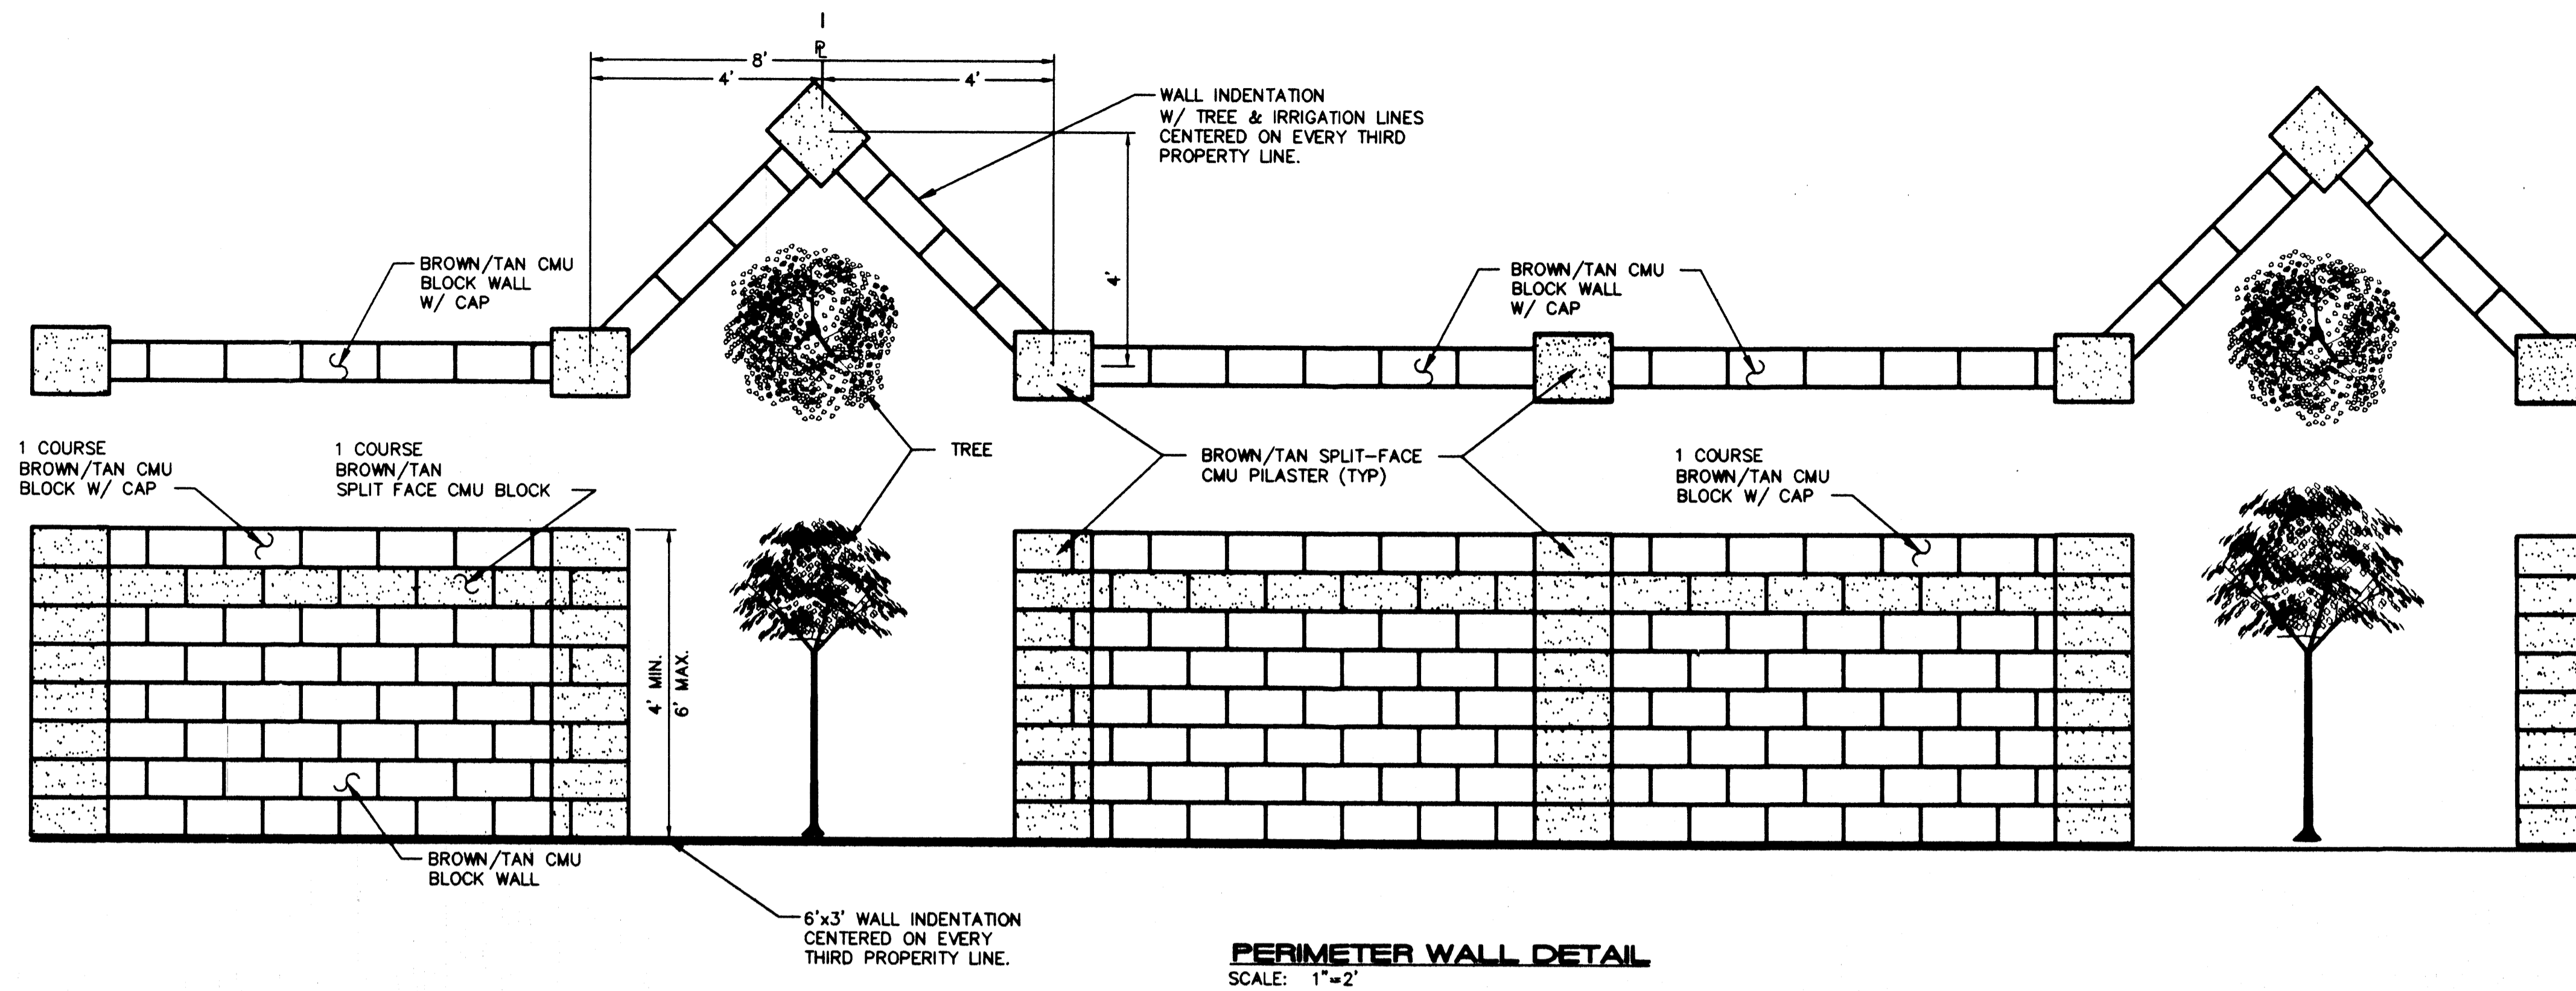 PL
8'
4'
4'
WALL INDENTATION
W/ TREE & IRRIGATION LINES
CENTERED ON EVERY THIRD
PROPERTY LINE.
4'
BROWN/TAN CMU
BLOCK WALL
W/ CAP
BROWN/TAN CMU
BLOCK WALL
W/ CAP
1 COURSE
BROWN/TAN CMU
BLOCK W/ CAP
1 COURSE
BROWN/TAN
SPLIT FACE CMU BLOCK
TREE
BROWN/TAN SPLIT-FACE
CMU PILASTER (TYP)
1 COURSE
BROWN/TAN CMU
BLOCK W/ CAP
4' MIN.
6' MAX.
BROWN/TAN CMU
BLOCK WALL
6'x3' WALL INDENTATION
CENTERED ON EVERY
THIRD PROPERITY LINE.
PERIMETER WALL DETAIL
SCALE: 1"=2'